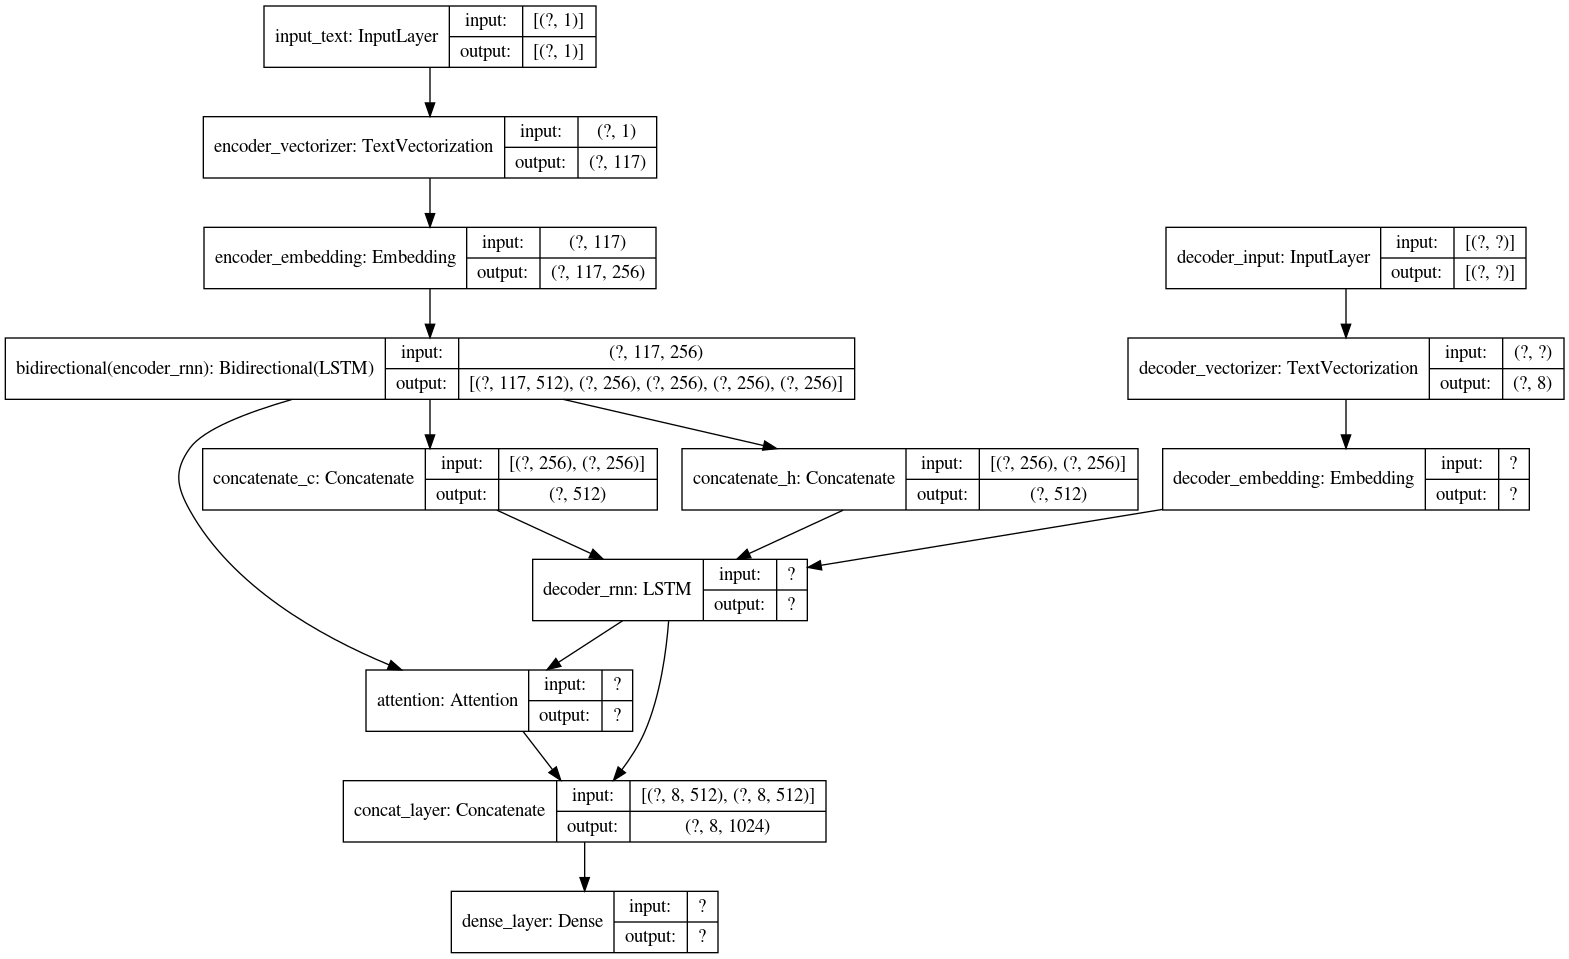 input_text: InputLayer
input: [(?, 1)]
output: [(?, 1)]
encoder_vectorizer: TextVectorization
input: (?, 1)
output: (?, 117)
encoder_embedding: Embedding
input: (?, 117)
output: (?, 117, 256)
decoder_input: InputLayer
input: [(?, ?)]
output: [(?, ?)]
bidirectional(encoder_rnn): Bidirectional(LSTM)
input: (?, 117, 256)
output: [(?, 117, 512), (?, 256), (?, 256), (?, 256), (?, 256)]
decoder_vectorizer: TextVectorization
input: (?, ?)
output: (?, 8)
concatenate_c: Concatenate
input: [(?, 256), (?, 256)]
output: (?, 512)
concatenate_h: Concatenate
input: [(?, 256), (?, 256)]
output: (?, 512)
decoder_embedding: Embedding
input: ?
output: ?
decoder_rnn: LSTM
input: ?
output: ?
attention: Attention
input: ?
output: ?
concat_layer: Concatenate
input: [(?, 8, 512), (?, 8, 512)]
output: (?, 8, 1024)
dense_layer: Dense
input: ?
output: ?